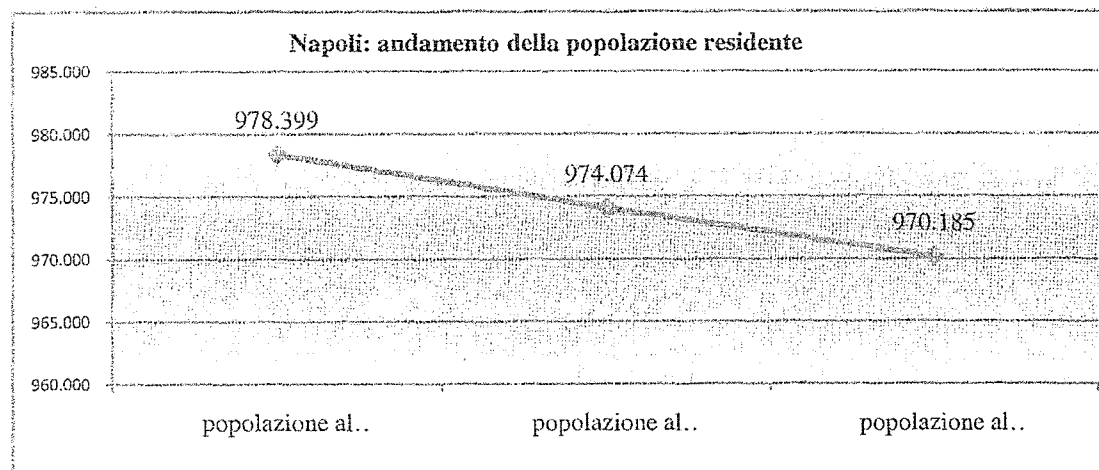 Napoli: andamento della popolazione residente
985.000
978.399
980.000
974.074
975.000
970.185
970.000
965.000
960.000
popolazione al..
popolazione al..
popolazione al..